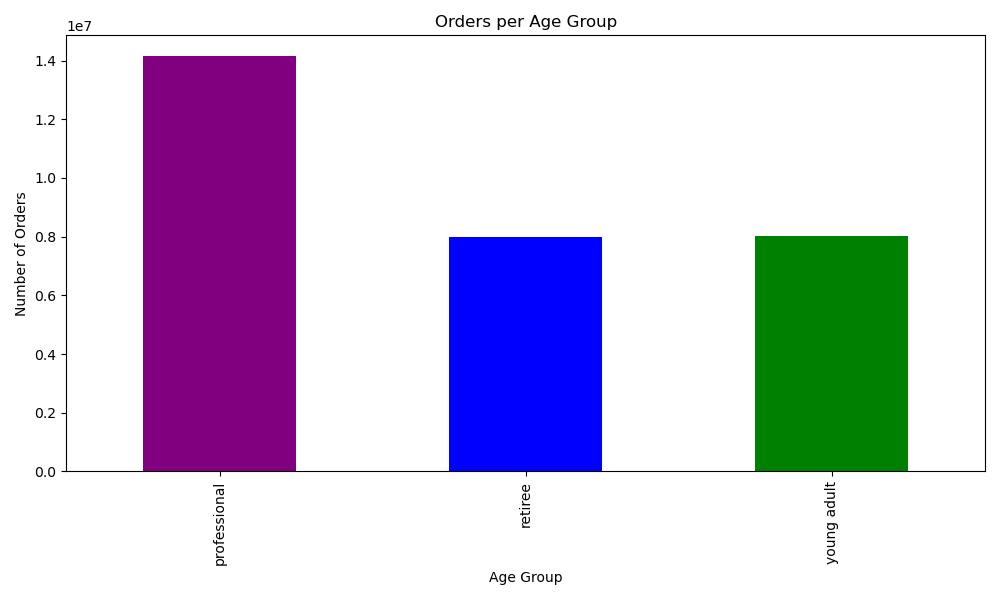 Orders per Age Group
1e7
1.4
1.2
1.0
0.8
0.6
0.4
0.2
0.0
Number of Orders
professional
retiree
young adult
Age Group